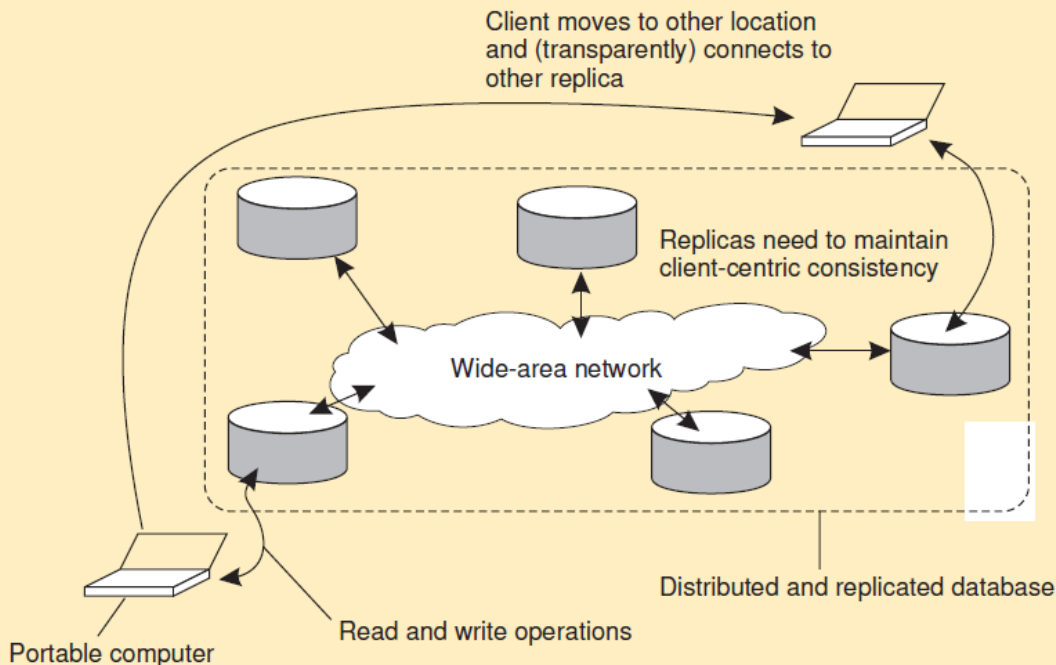 Client moves to other location
and (transparently) connects to
other replica
Replicas need to maintain
client-centric consistency
Wide-area network
Distributed and replicated database
Read and write operations
Portable computer